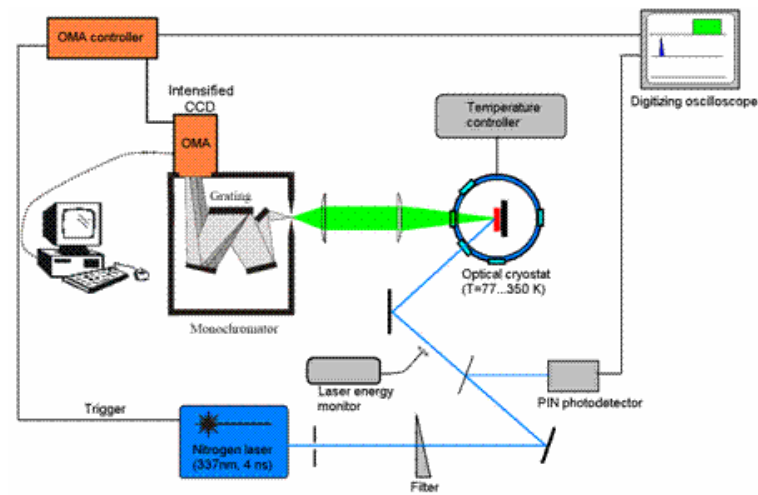 OMA controller
Intensified
CCD
OMA
Temperature
controller
Digitizing oscilloscope
Grating
Optical cryostat
(T=77...350 K)
Monochromator
Laser energy
monitor
PIN photodetector
Trigger
Nitrogen laser
(337nm, 4 ns)
Filter